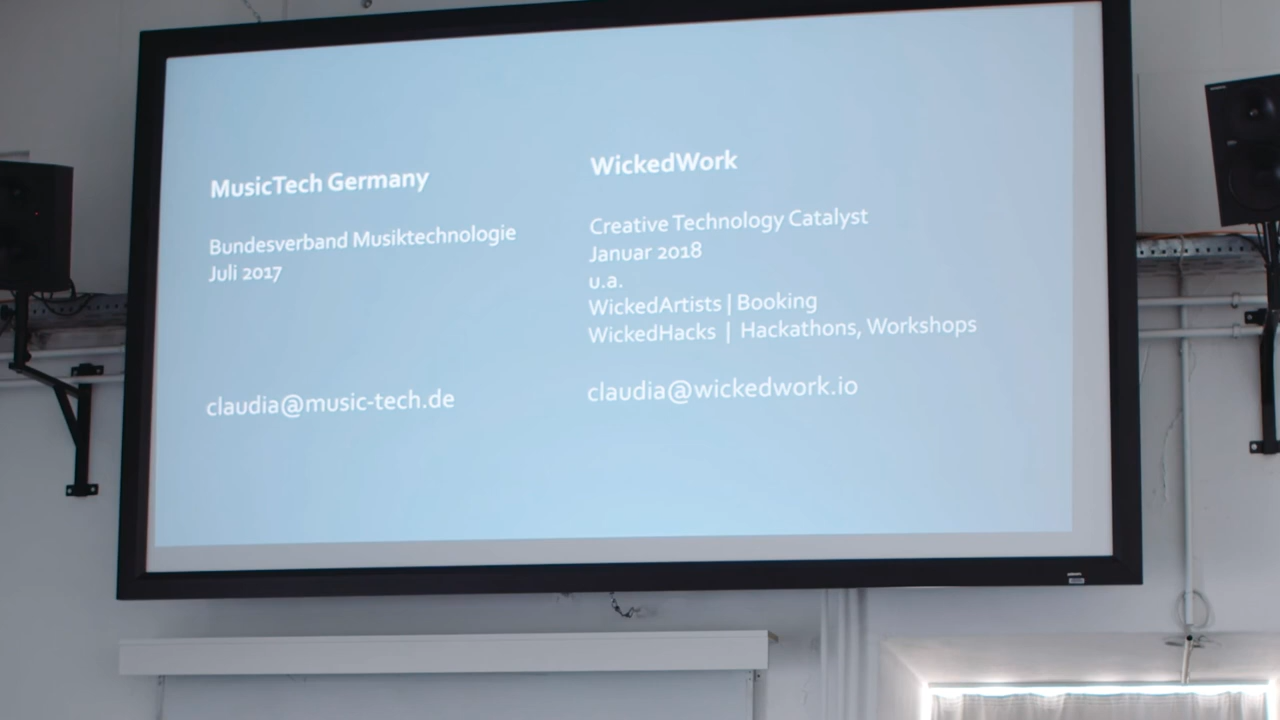 MusicTech Germany
Bundesverband Musiktechnologie
Juli 2017
claudia@music-tech.de
WickedWork
Creative Technology Catalyst
Januar 2018
u.a.
WickedArtists | Booking
WickedHacks | Hackathons, Workshops
claudia@wickedwork.io